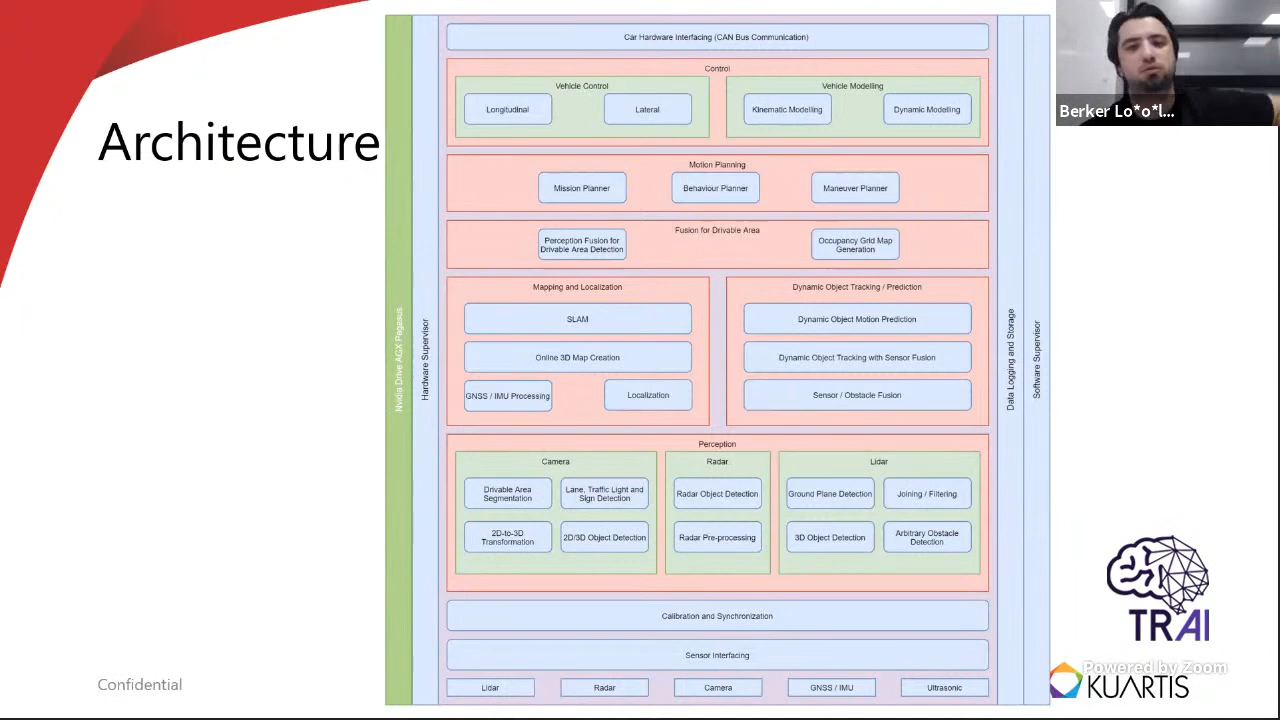 Architecture
Confidential
Nvidia Drive AGX Pegasus
Hardware Supervisor
Car Hardware Interfacing (CAN Bus Communication)
Control
Vehicle Control
Longitudinal
Lateral
Vehicle Modelling
Kinematic Modelling
Dynamic Modelling
Motion Planning
Mission Planner
Behaviour Planner
Maneuver Planner
Fusion for Drivable Area
Perception Fusion for
Drivable Area Detection
Occupancy Grid Map
Generation
Mapping and Localization
SLAM
Online 3D Map Creation
GNSS / IMU Processing
Localization
Dynamic Object Tracking / Prediction
Dynamic Object Motion Prediction
Dynamic Object Tracking with Sensor Fusion
Sensor / Obstacle Fusion
Perception
Camera
Drivable Area
Segmentation
Lane, Traffic Light and
Sign Detection
2D-to-3D
Transformation
2D/3D Object Detection
Radar
Radar Object Detection
Radar Pre-processing
Lidar
Ground Plane Detection
Joining / Filtering
3D Object Detection
Arbitrary Obstacle
Detection
Calibration and Synchronization
Sensor Interfacing
Lidar
Radar
Camera
GNSS / IMU
Ultrasonic
Data Logging and Storage
Software Supervisor
Berker Lo*o*l...
TRAI
Powered by Zoom
KUARTIS